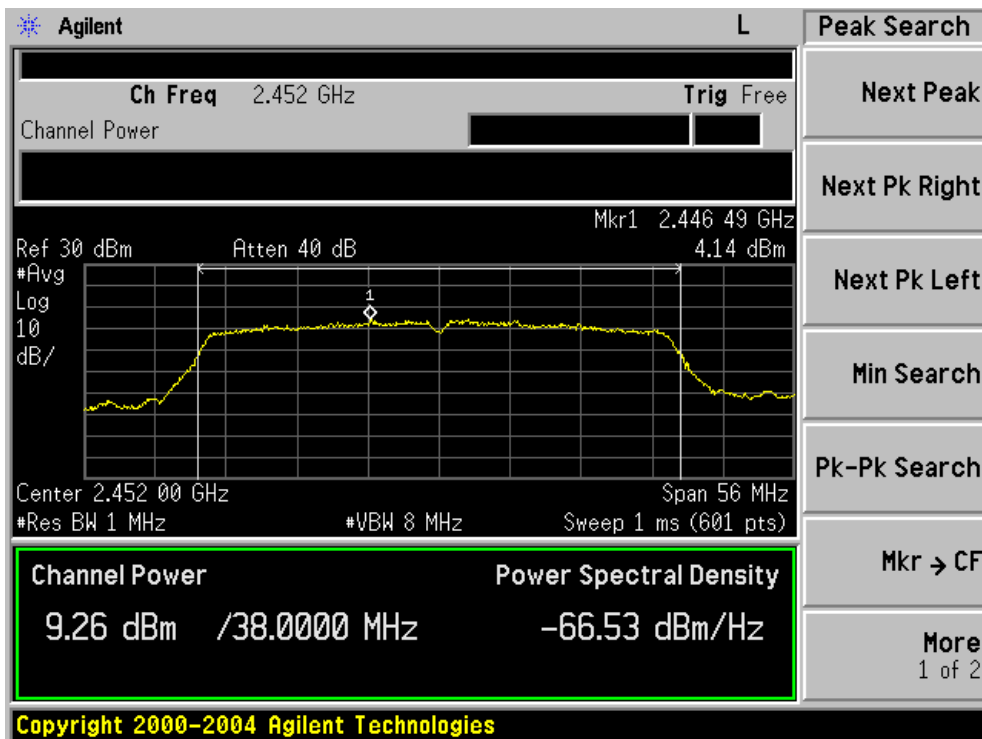 Agilent L Peak Search
Ch Freq 2.452 GHz Trig Free
Channel Power
Mkr1 2.446 49 GHz
Ref 30 dBm Atten 40 dB 4.14 dBm
#Avg
Log
10
dB/
1
Center 2.452 00 GHz Span 56 MHz
#Res BW 1 MHz #VBW 8 MHz Sweep 1 ms (601 pts)
Channel Power Power Spectral Density
9.26 dBm /38.0000 MHz -66.53 dBm/Hz
Copyright 2000-2004 Agilent Technologies
Next Peak
Next Pk Right
Next Pk Left
Min Search
Pk-Pk Search
Mkr → CF
More
1 of 2